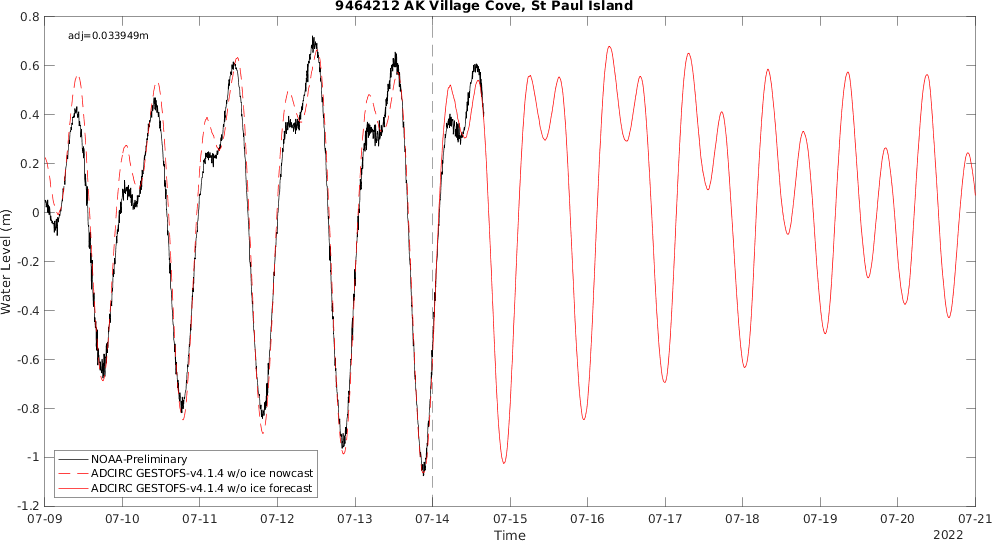 9464212 AK Village Cove, St Paul Island
adj=0.033949m
Water Level (m)
0.8
0.6
0.4
0.2
0
-0.2
-0.4
-0.6
-0.8
-1
-1.2
NOAA-Preliminary
ADCIRC GESTOFS-v4.1.4 w/o ice nowcast
ADCIRC GESTOFS-v4.1.4 w/o ice forecast
07-09 07-10 07-11 07-12 07-13 07-14 07-15 07-16 07-17 07-18 07-19 07-20 07-21
Time
2022